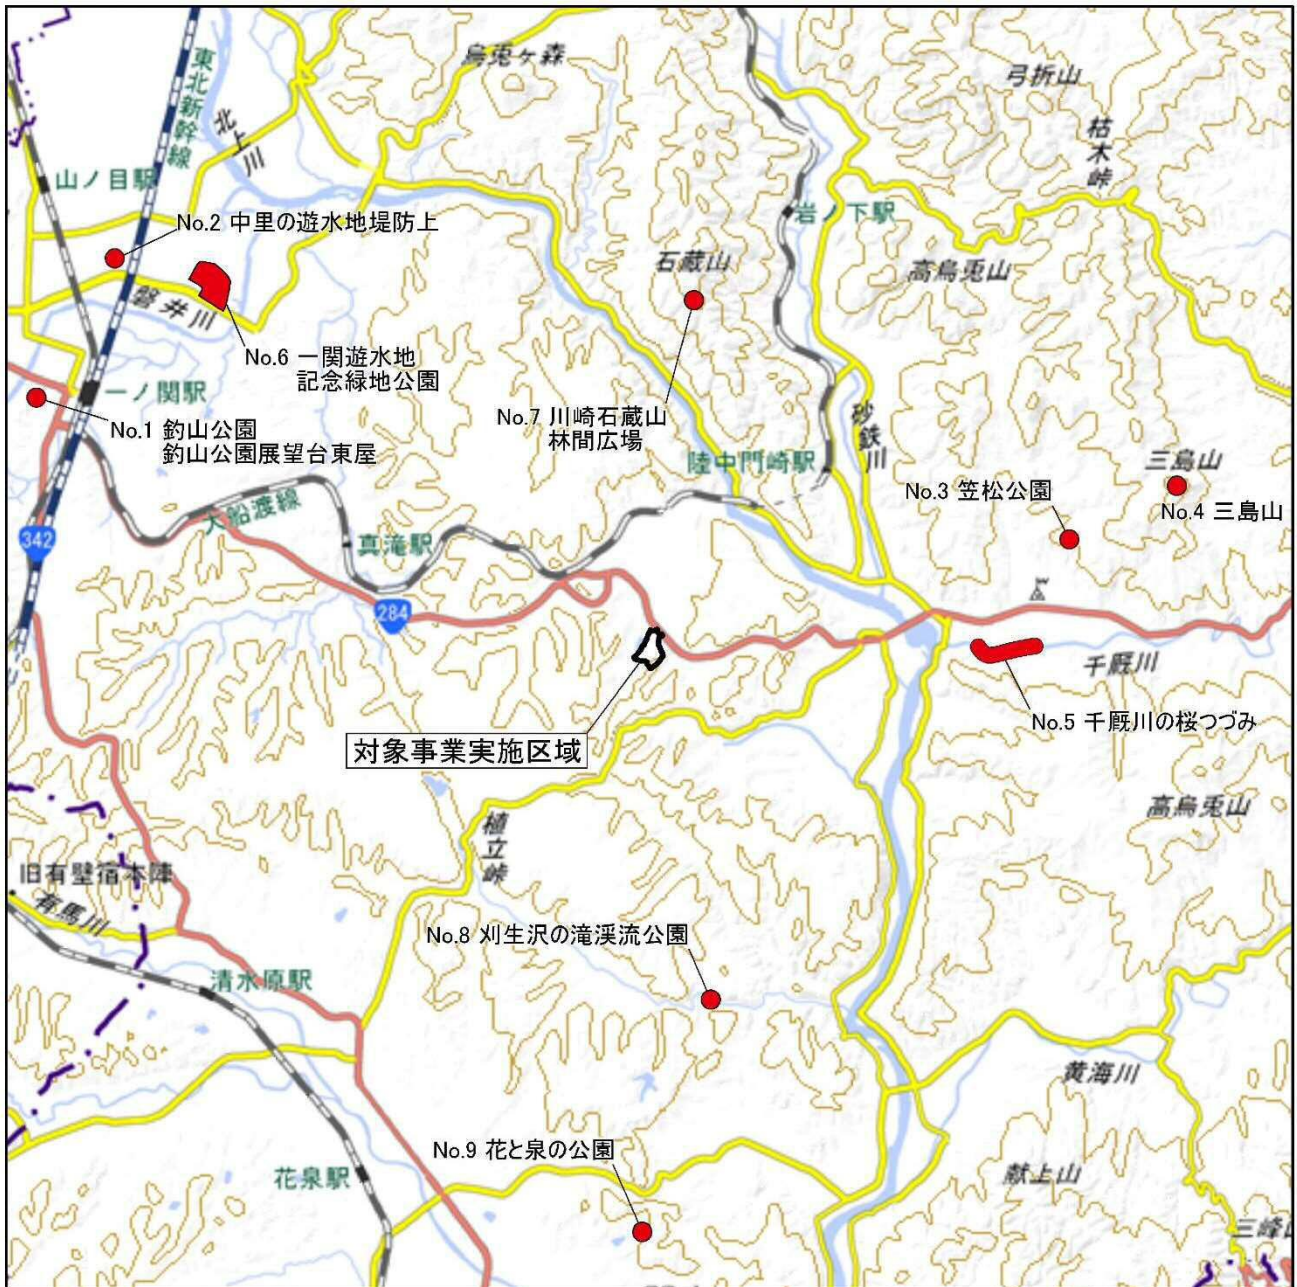 東北新幹線
北上川
烏兎ヶ森
弓折山
枯木峠
山ノ目駅
No.2 中里の遊水地堤防上
岩ノ下駅
石蔵山
高烏兎山
磐井川
No.6 一関遊水地
記念緑地公園
一ノ関駅
No.1 釣山公園
釣山公園展望台東屋
No.7 川崎石蔵山
林間広場
砂鉄川
陸中門崎駅
三島山
No.3 笠松公園
No.4 三島山
大船渡線
342
真滝駅
284
千厩川
No.5 千厩川の桜つづみ
対象事業実施区域
高烏兎山
植立峠
旧有壁宿本陣
有馬川
No.8 刈生沢の滝渓流公園
清水原駅
黄海川
No.9 花と泉の公園
花泉駅
献上山
三峰